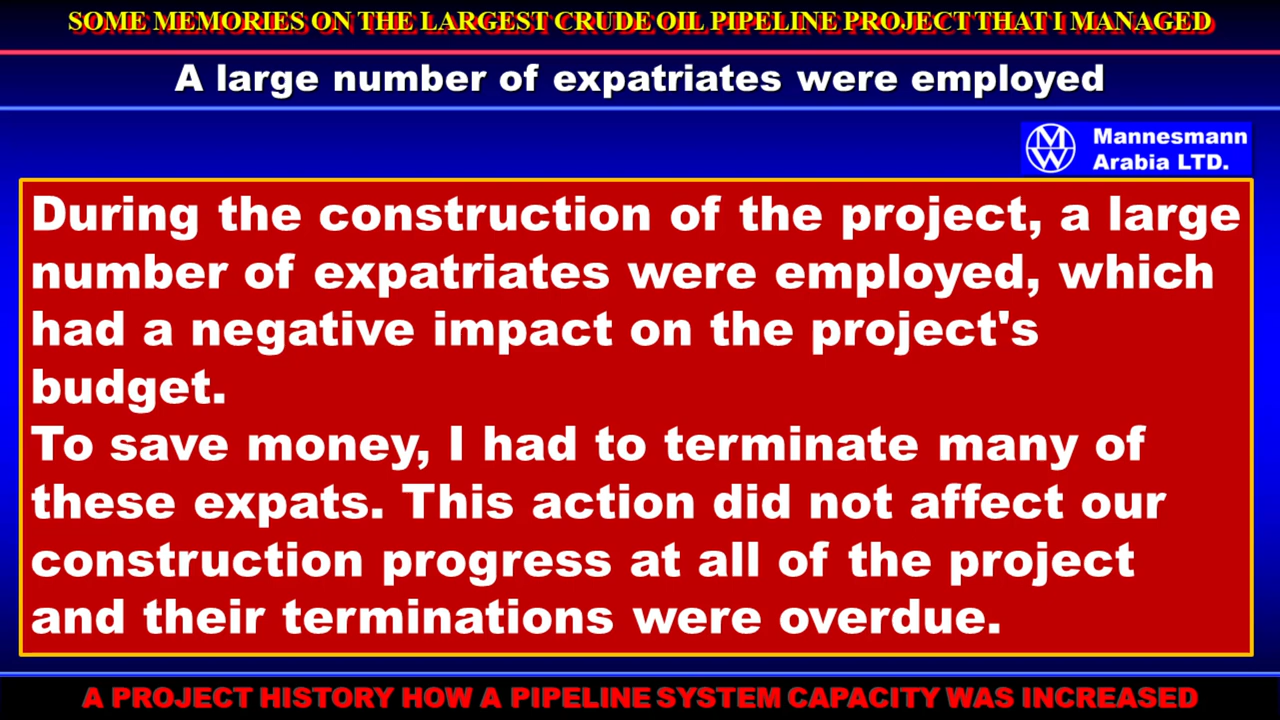 SOME MEMORIES ON THE LARGEST CRUDE OIL PIPELINE PROJECT THAT I MANAGED
A large number of expatriates were employed
MW
Mannesmann
Arabia LTD.
During the construction of the project, a large
number of expatriates were employed, which
had a negative impact on the project's
budget.
To save money, I had to terminate many of
these expats. This action did not affect our
construction progress at all of the project
and their terminations were overdue.
A PROJECT HISTORY HOW A PIPELINE SYSTEM CAPACITY WAS INCREASED